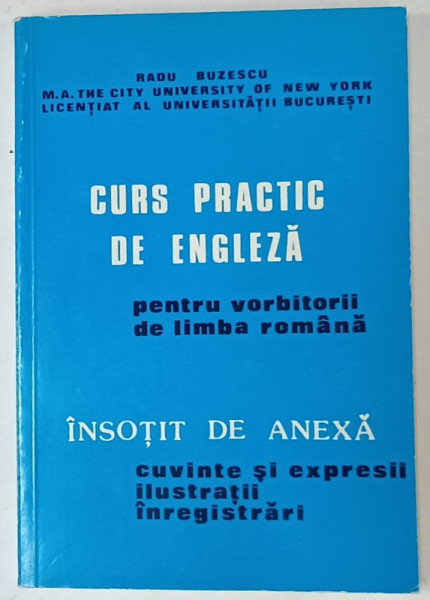 RADU BUZESCU
M.A. THE CITY UNIVERSITY OF NEW YORK
LICENȚIAT AL UNIVERSITĂȚII BUCUREȘTI
CURS PRACTIC
DE ENGLEZĂ
pentru vorbitorii
de limba română
ÎNSOȚIT DE ANEXĂ
cuvinte și expresii
ilustrații
înregistrări